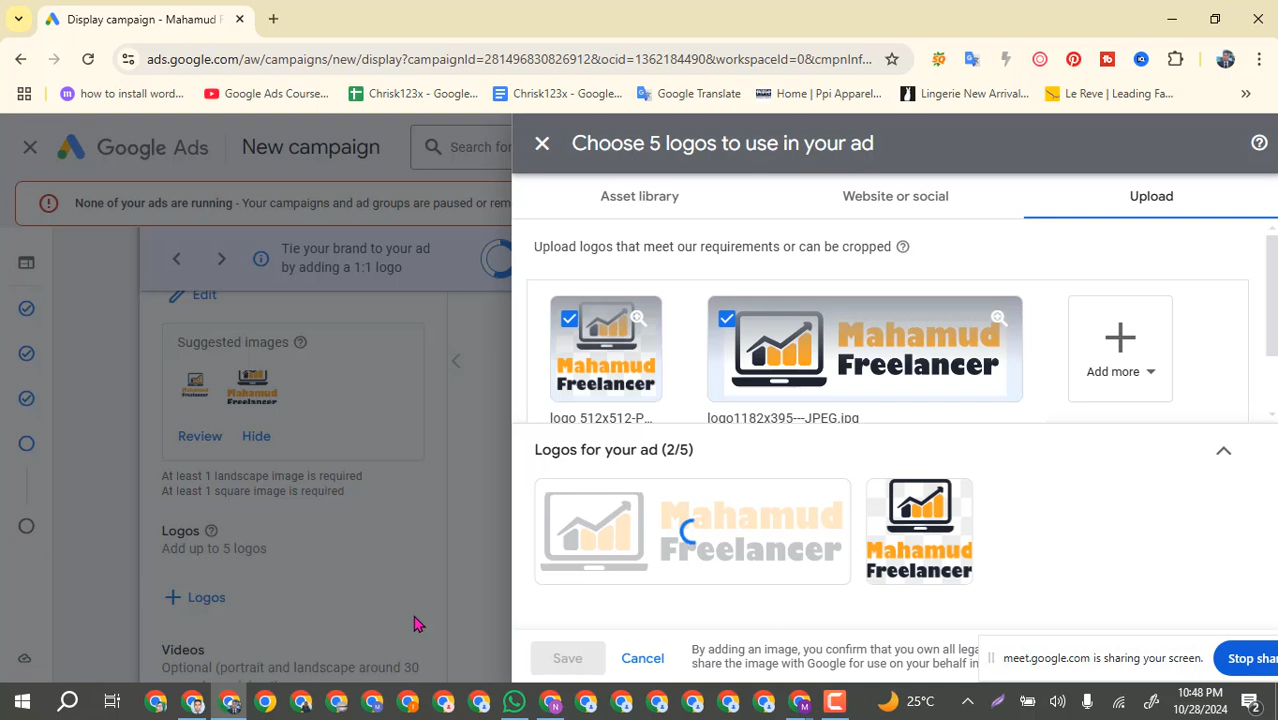 Display campaign - Mahamud F
ads.google.com/aw/campaigns/new/display?campaignId=281496830826912&ocid=1362184490&workspaceId=0&cmpnInf...
how to install word...
Google Ads Course...
Chrisk123x - Google...
Chrisk123x - Google...
Google Translate
Home | Ppi Apparel...
Lingerie New Arrival...
Le Reve | Leading Fa...
Google Ads
New campaign
Search for
Choose 5 logos to use in your ad
None of your ads are running - Your campaigns and ad groups are paused or rem
Asset library
Website or social
Upload
Tie your brand to your ad
by adding a 1:1 logo
Upload logos that meet our requirements or can be cropped
Edit
Suggested images
Mahamud
Freelancer
Mahamud
Freelancer
Add more
Review
Hide
logo 512x512-P...
logo1182x395---JPEG.jpg
At least 1 landscape image is required
At least 1 square image is required
Logos for your ad (2/5)
Logos
Add up to 5 logos
Mahamud
Freelancer
Mahamud
Freelancer
Logos
Videos
Optional (portrait and landscape around 30
Save
Cancel
By adding an image, you confirm that you own all lega
share the image with Google for use on your behalf in
meet.google.com is sharing your screen.
Stop sha
25°C
10:48 PM
10/28/2024
2